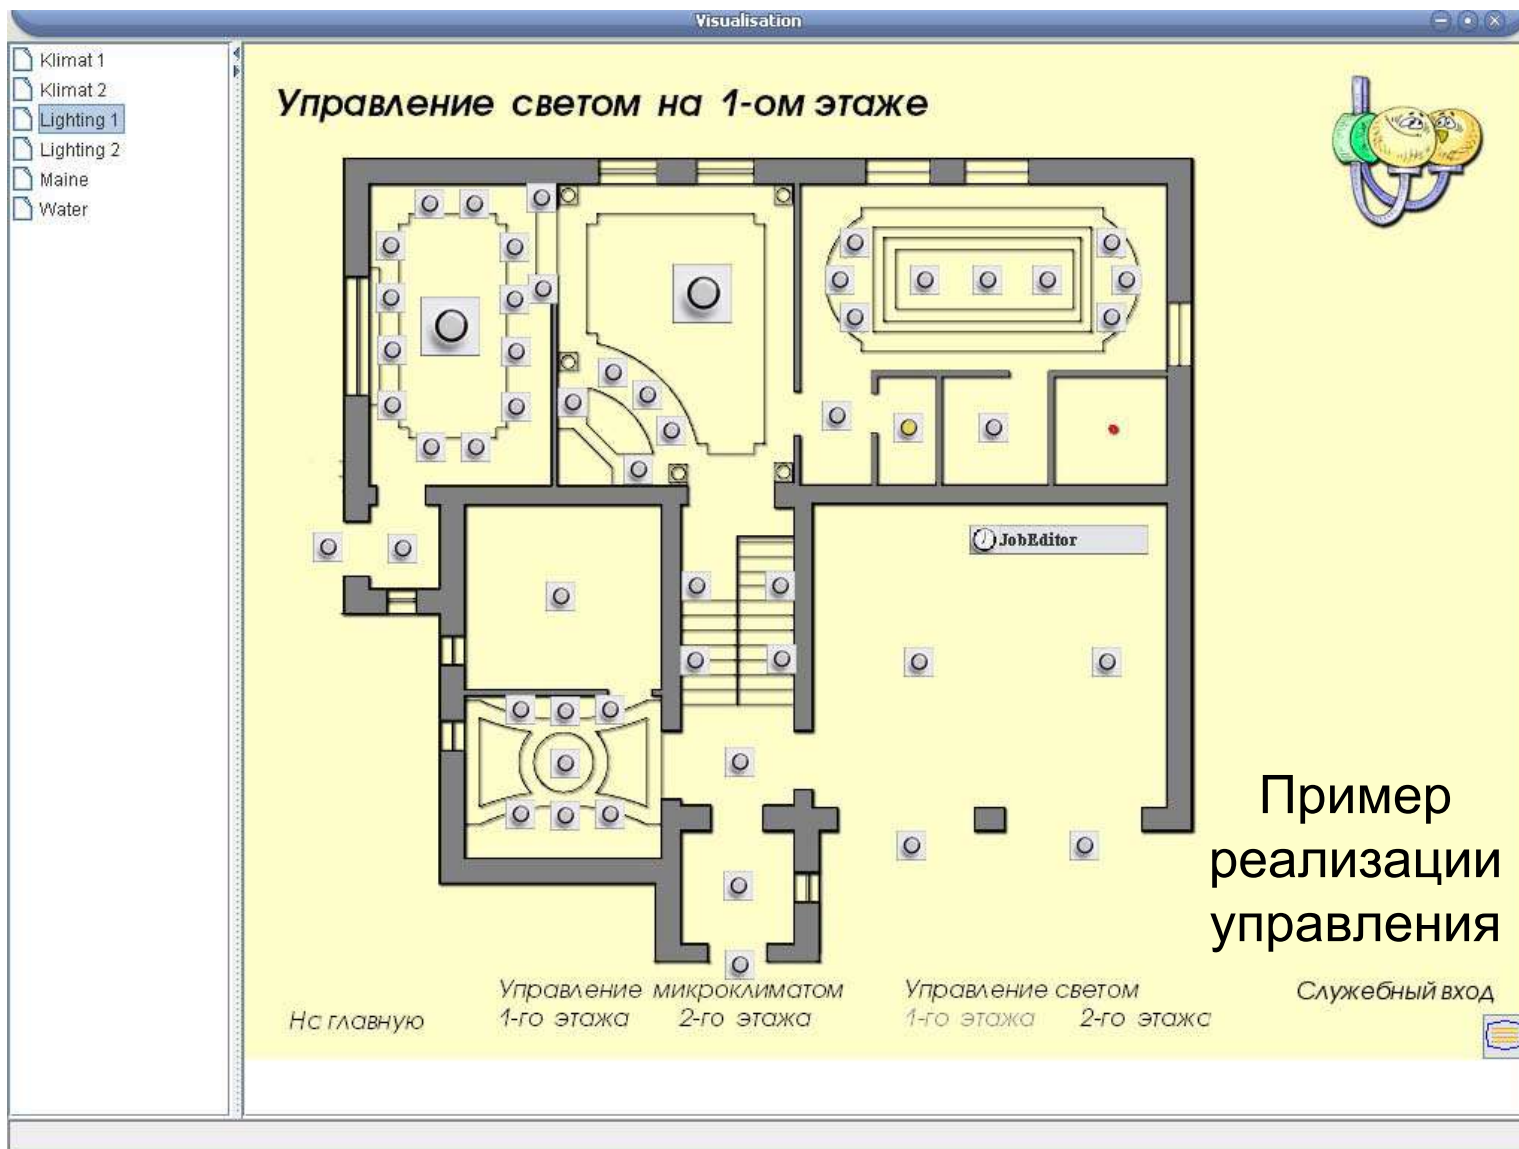 Visualisation
Klimat 1
Klimat 2
Lighting 1
Lighting 2
Maine
Water
Управление светом на 1-ом этаже
JobEditor
Пример
реализации
управления
Управление микроклиматом
1-го этажа 2-го этажа
Управление светом
1-го этажа 2-го этажа
Служебный вход
На главную